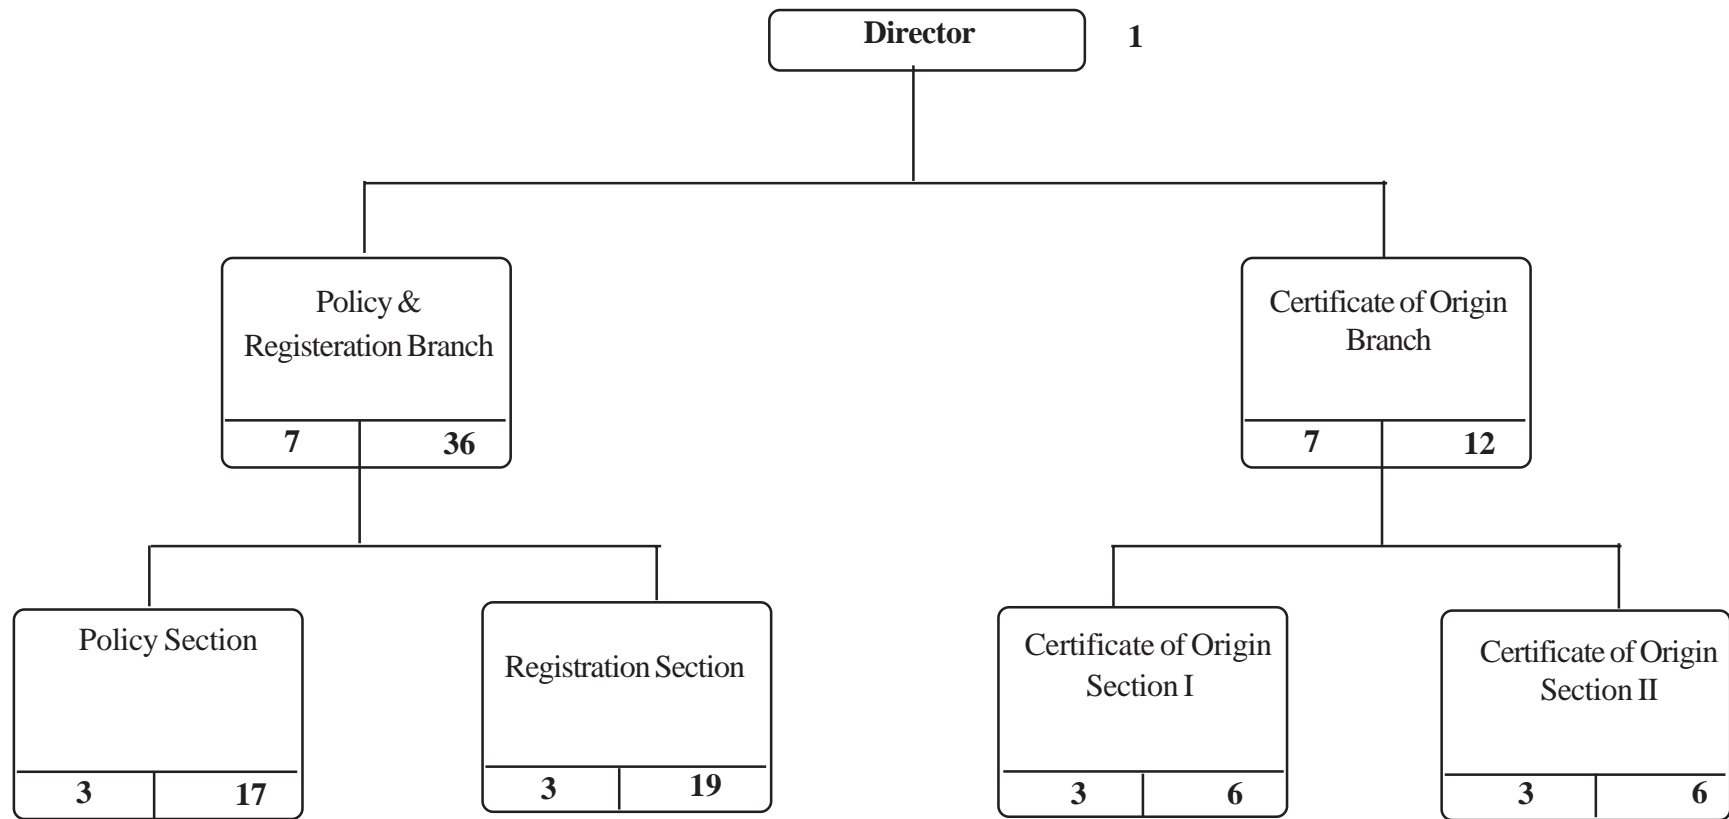 Director 1
Policy &
Registeration Branch
7 36
Certificate of Origin
Branch
7 12
Policy Section
3 17
Registration Section
3 19
Certificate of Origin
Section I
3 6
Certificate of Origin
Section II
3 6